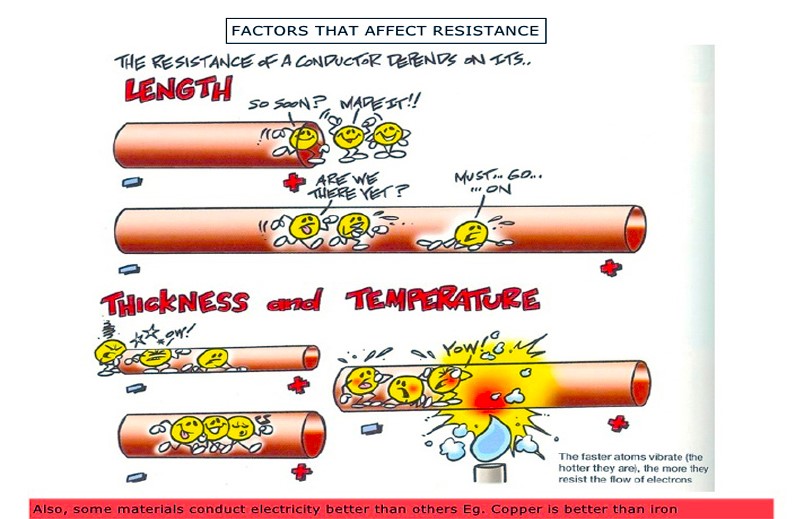 FACTORS THAT AFFECT RESISTANCE
THE RESISTANCE OF A CONDUCTOR DEPENDS ON ITS..
LENGTH
SO SOON? MADE IT!!
ARE WE
THERE YET?
MUST... GO...
... ON
THICKNESS and TEMPERATURE
OW!
YOW!
The faster atoms vibrate (the
hotter they are), the more they
resist the flow of electrons
Also, some materials conduct electricity better than others Eg. Copper is better than iron